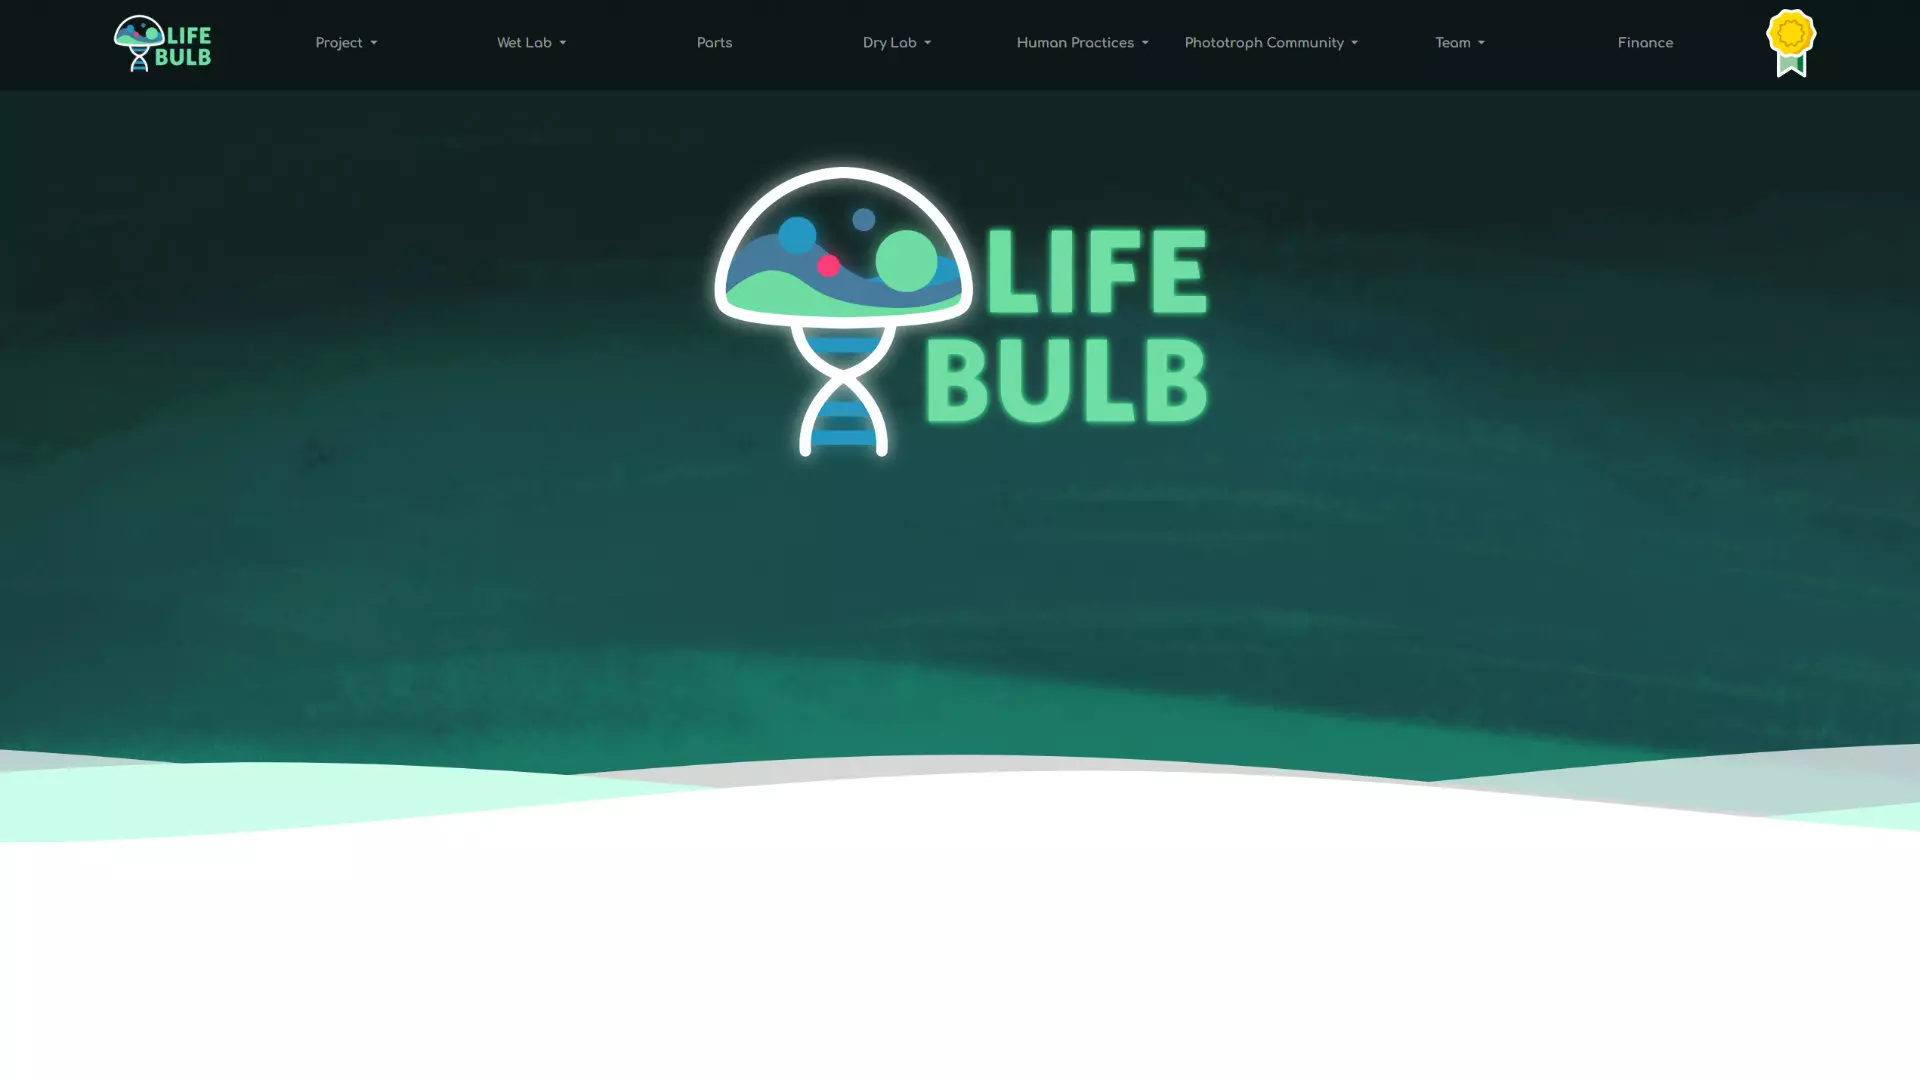 LIFE
BULB
Project
Wet Lab
Parts
Dry Lab
Human Practices
Phototroph Community
Team
Finance
LIFE
BULB